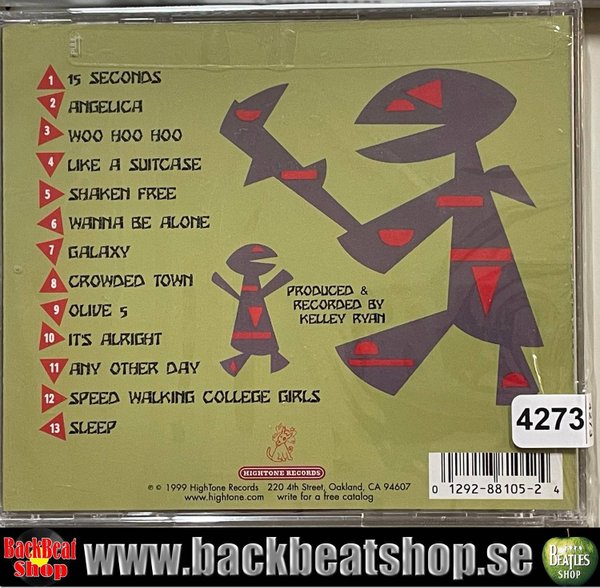 PULL
1 15 SECONDS
2 ANGELICA
3 WOO HOO HOO
4 LIKE A SUITCASE
5 SHAKEN FREE
6 WANNA BE ALONE
7 GALAXY
8 CROWDED TOWN
9 OLIVE 5
10 ITS ALRIGHT
11 ANY OTHER DAY
12 SPEED WALKING COLLEGE GIRLS
13 SLEEP
PRODUCED &
RECORDED BY
KELLEY RYAN
4273
HIGHTONE RECORDS
℗ © 1999 HighTone Records 220 4th Street, Oakland, CA 94607
www.hightone.com write for a free catalog
0 12928-8105-2 4
BackBeat
Shop
www.backbeatshop.se
BEATLES
SHOP